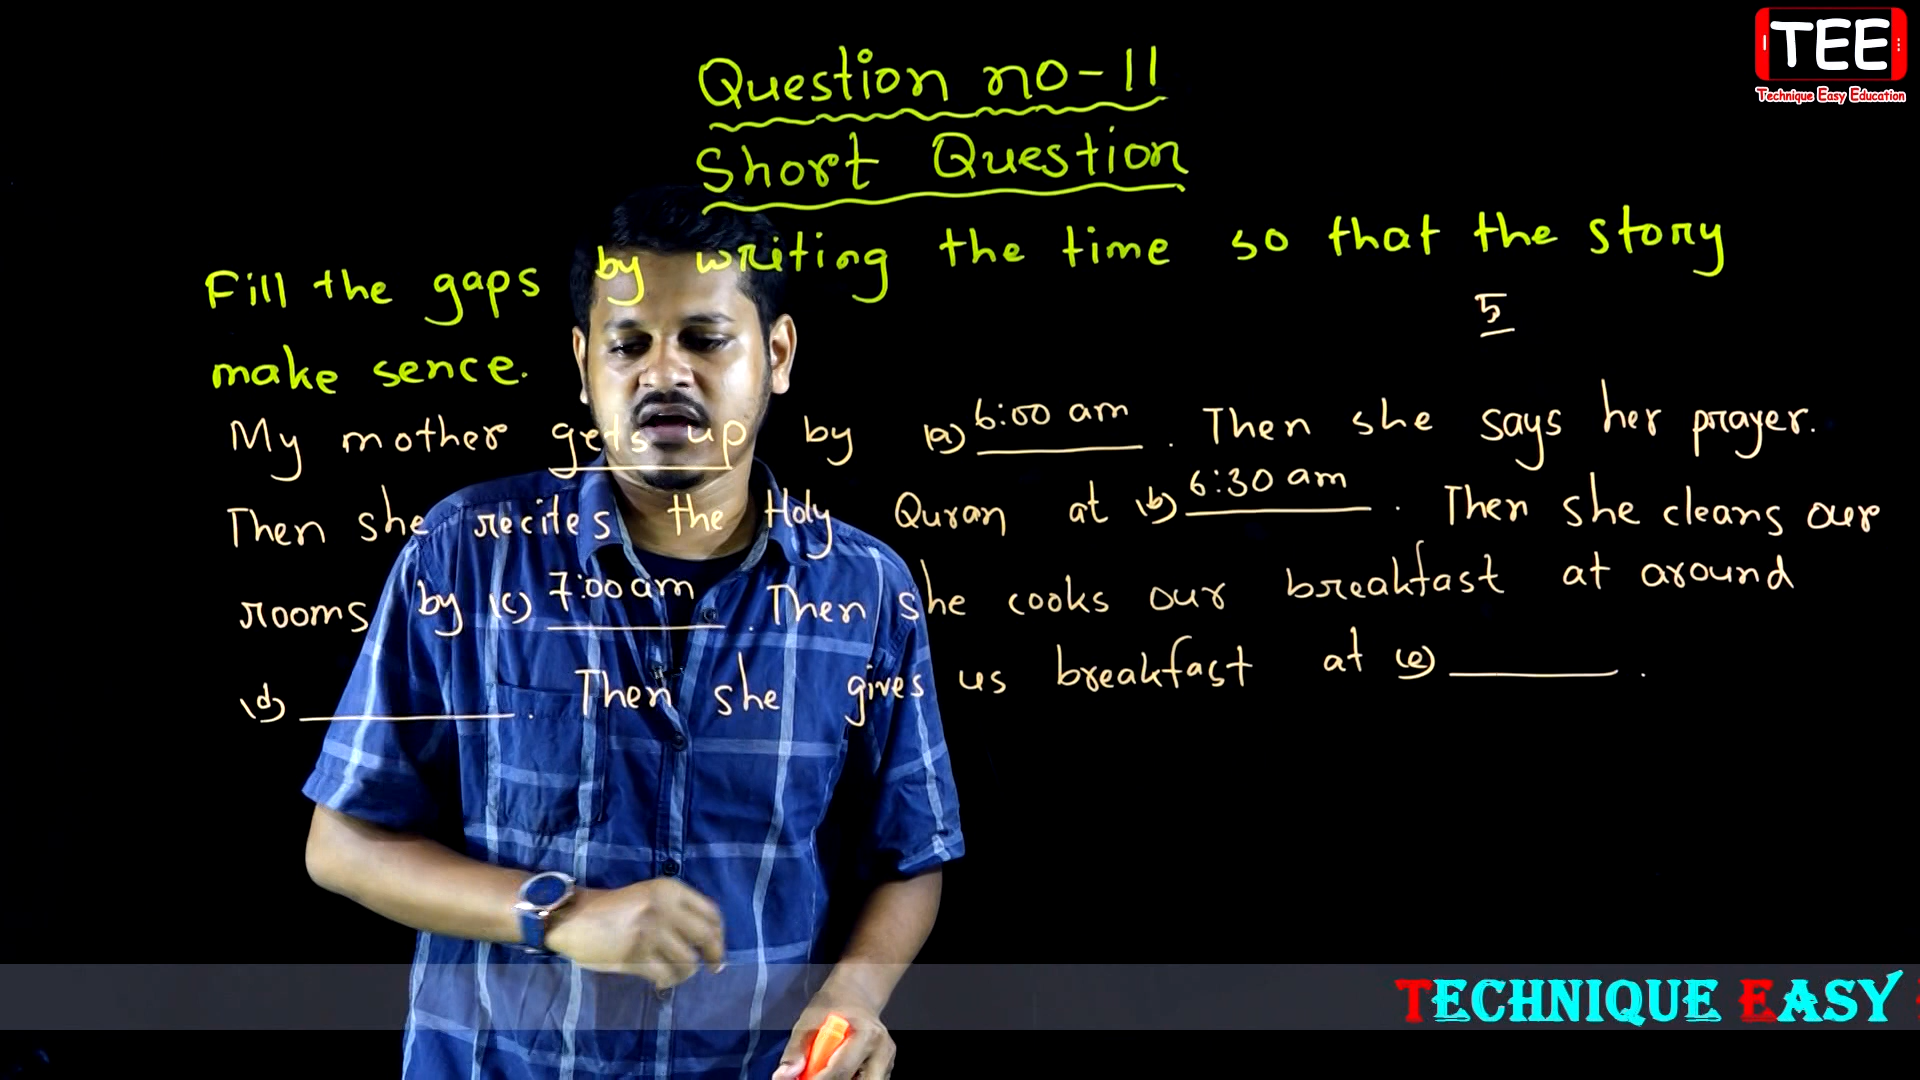 TEE
Technique Easy Education
Question no-11
Short Question
Fill the gaps by writing the time so that the story
5
make sence.
My mother gets up by (a) 6:00 am. Then she says her prayer.
Then she recites the Holy Quran at (b) 6:30 am. Then she cleans our
rooms by (c) 7:00 am. Then she cooks our breakfast at around
(d) ______. Then she gives us breakfast at (e) ______.
TECHNIQUE EASY